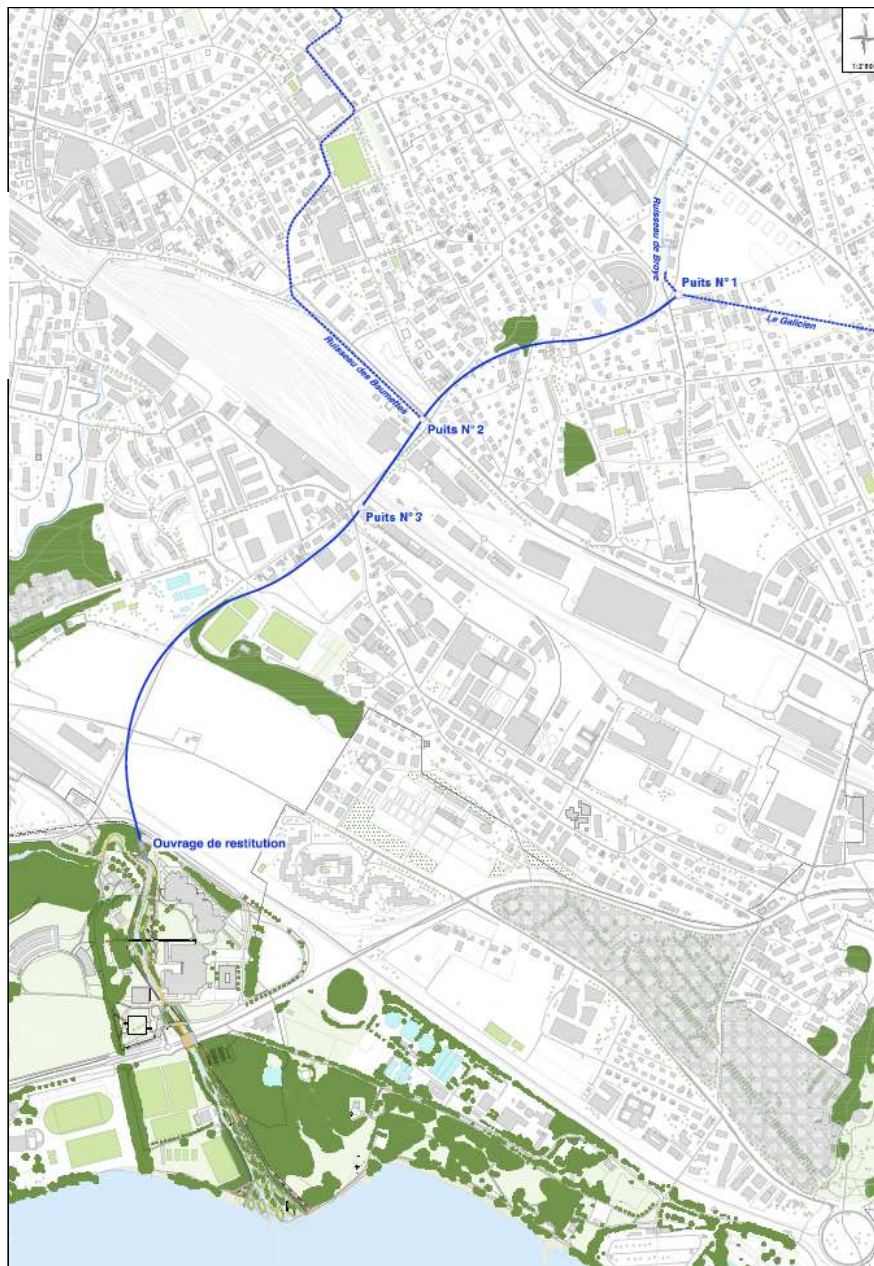 N
Ruisseau de Broye
Puits N° 1
Le Galicien
Ruisseau des Baumettes
Puits N° 2
Puits N° 3
Ouvrage de restitution